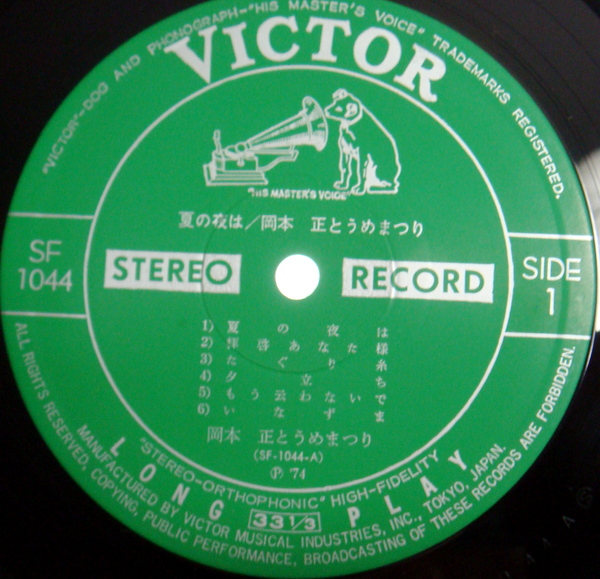 "VICTOR"–DOG AND PHONOGRAPH–"HIS MASTER'S VOICE" TRADEMARKS REGISTERED.
VICTOR
"HIS MASTER'S VOICE"
夏の夜は/岡本 正とうめまつり
SF
1044
STEREO RECORD
SIDE
1
1) 夏の夜は
2) 拝啓あなた様
3) たぐり糸
4) 夕立ち
5) もう云わないで
6) いなずま
岡本 正とうめまつり
(SF-1044-A)
Ⓟ '74
"STEREO-ORTHOPHONIC" HIGH-FIDELITY
LONG 33 1/3 PLAY
MANUFACTURED BY VICTOR MUSICAL INDUSTRIES, INC., TOKYO, JAPAN.
ALL RIGHTS RESERVED, COPYING, PUBLIC PERFORMANCE, BROADCASTING OF THESE RECORDS ARE FORBIDDEN.